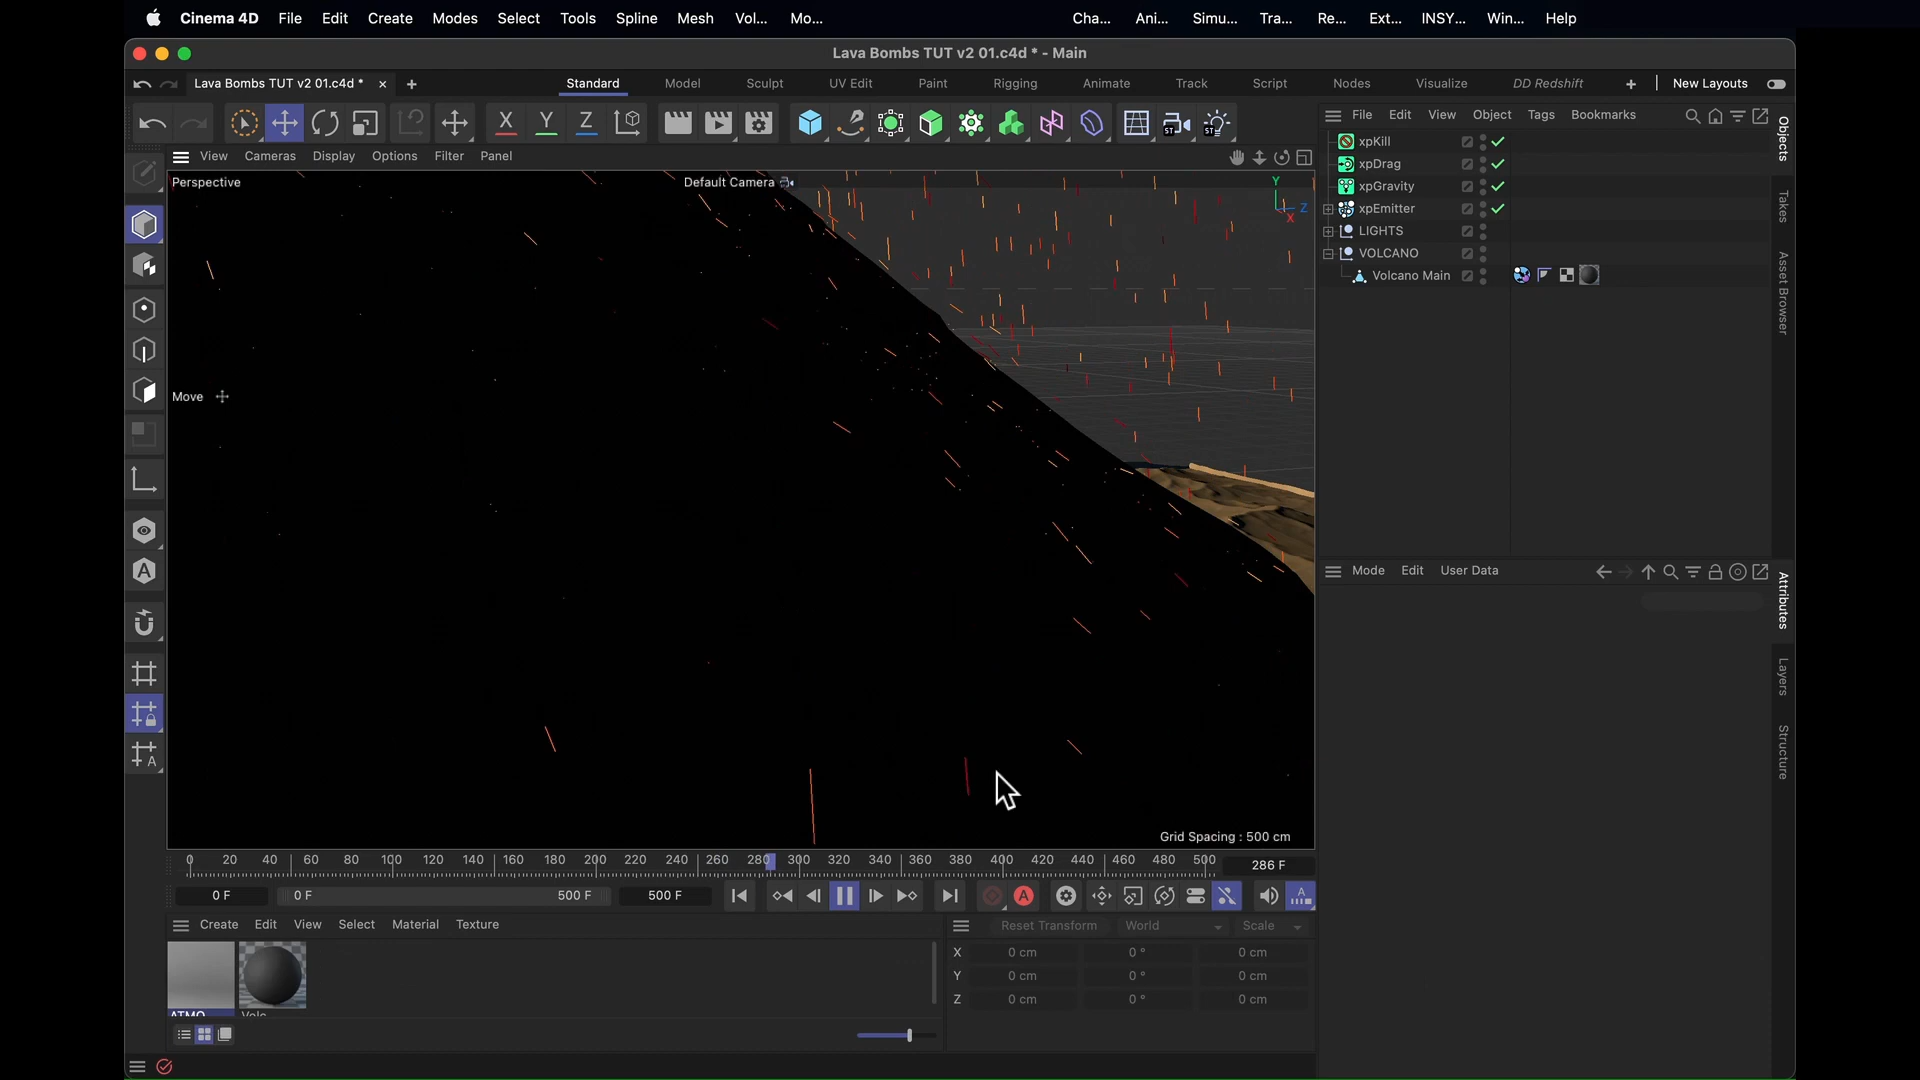 Cinema 4D File Edit Create Modes Select Tools Spline Mesh Vol... Mo... Cha... Ani... Simu... Tra... Re... Ext... INSY... Win... Help
Lava Bombs TUT v2 01.c4d * - Main
Lava Bombs TUT v2 01.c4d * × + Standard Model Sculpt UV Edit Paint Rigging Animate Track Script Nodes Visualize DD Redshift + New Layouts
X Y Z ST ST
File Edit View Object Tags Bookmarks
View Cameras Display Options Filter Panel
Perspective
Default Camera
Y
Z
X
Move
Grid Spacing : 500 cm
xpKill
xpDrag
xpGravity
xpEmitter
LIGHTS
VOLCANO
Volcano Main
Objects
Takes
Asset Browser
Mode Edit User Data
Attributes
Layers
Structure
0 20 40 60 80 100 120 140 160 180 200 220 240 260 280 300 320 340 360 380 400 420 440 460 480 500 286 F
0 F 0 F 500 F 500 F A A
Create Edit View Select Material Texture
Reset Transform World Scale
X 0 cm 0 ° 0 cm
Y 0 cm 0 ° 0 cm
Z 0 cm 0 ° 0 cm
ATMO Volc
A
A